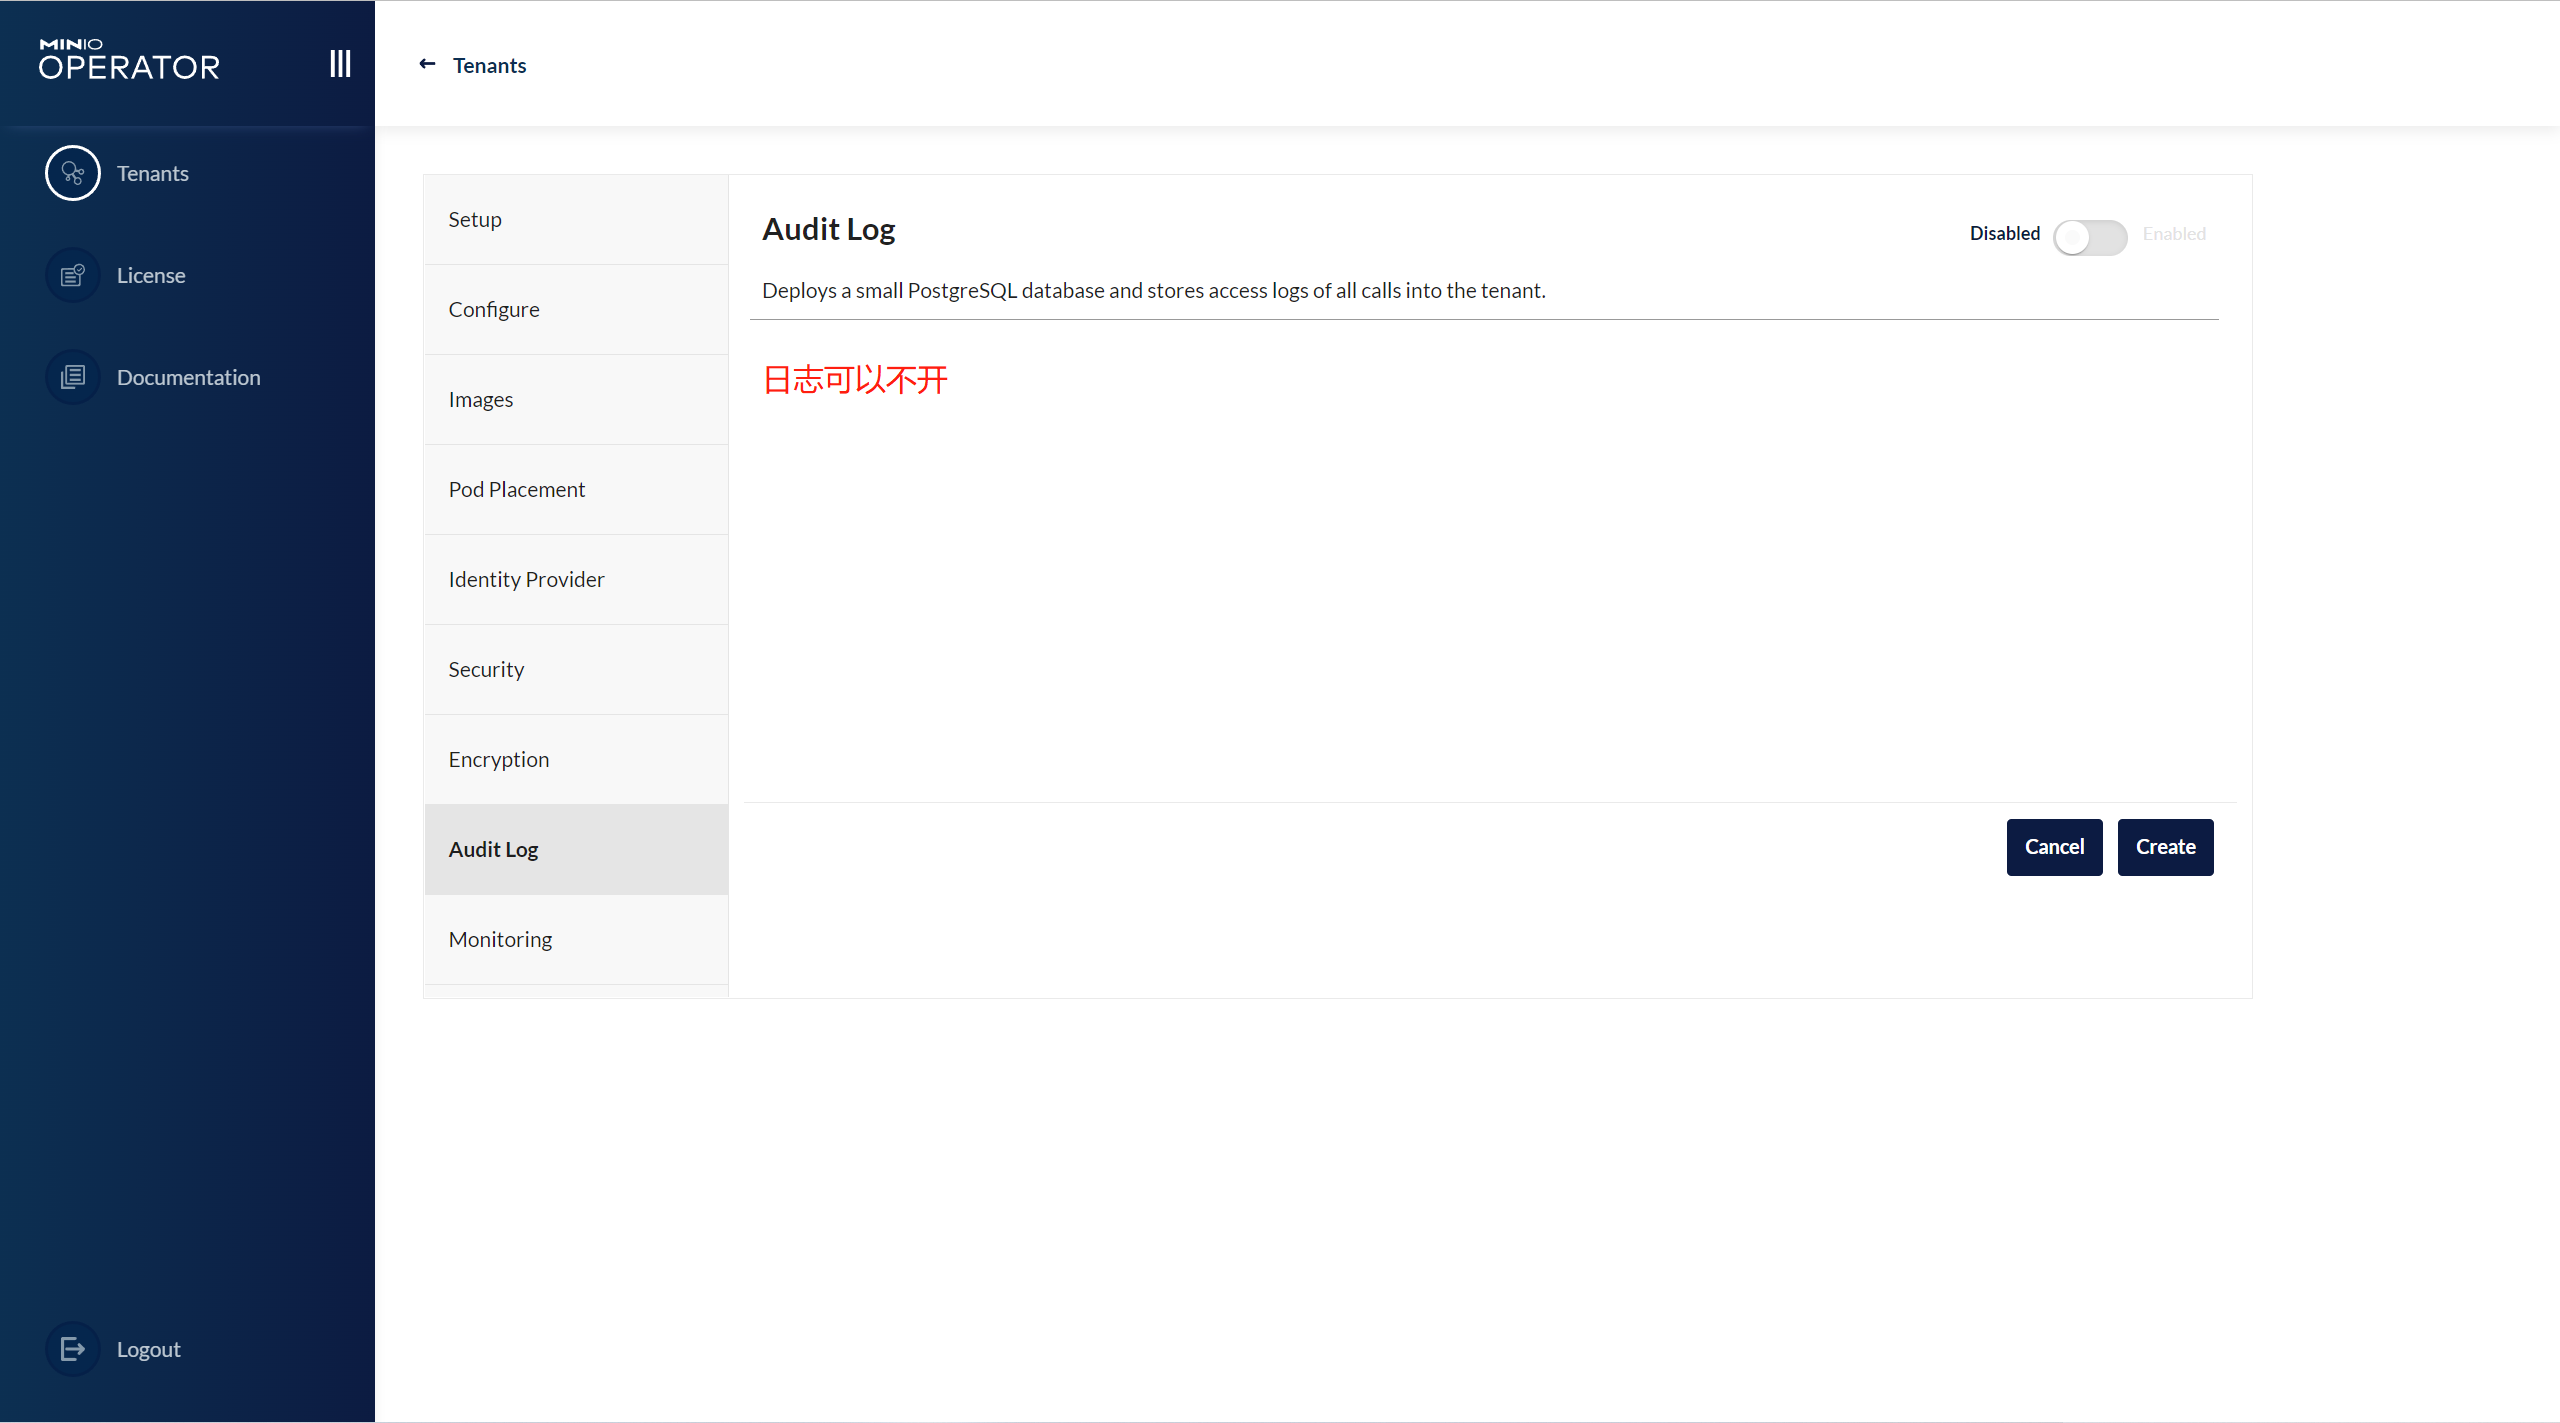 MINIO
OPERATOR
Tenants
License
Documentation
Logout
Tenants
Setup
Configure
Images
Pod Placement
Identity Provider
Security
Encryption
Audit Log
Monitoring
Audit Log
Disabled Enabled
Deploys a small PostgreSQL database and stores access logs of all calls into the tenant.
日志可以不开
Cancel Create